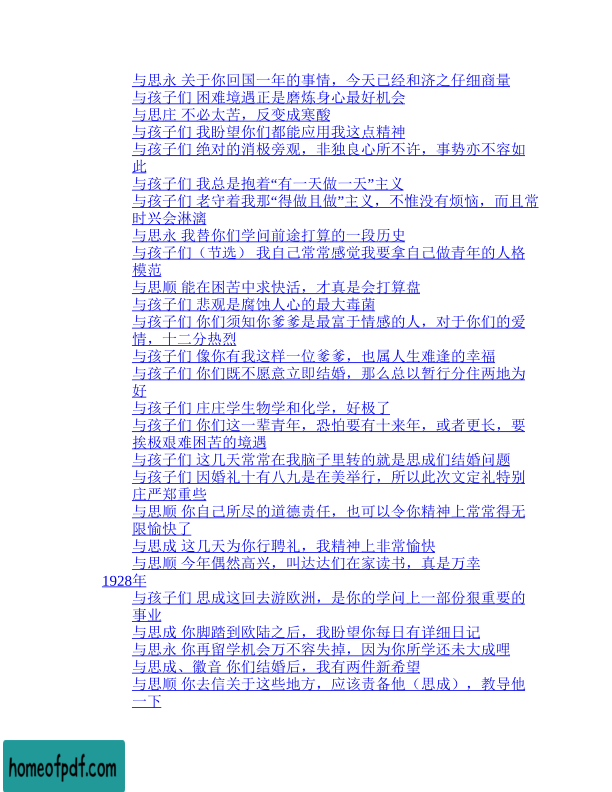 与思永 关于你回国一年的事情，今天已经和济之仔细商量
与孩子们 困难境遇正是磨炼身心最好机会
与思庄 不必太苦，反变成寒酸
与孩子们 我盼望你们都能应用我这点精神
与孩子们 绝对的消极旁观，非独良心所不许，事势亦不容如
此
与孩子们 我总是抱着“有一天做一天”主义
与孩子们 老守着我那“得做且做”主义，不惟没有烦恼，而且常
时兴会淋漓
与思永 我替你们学问前途打算的一段历史
与孩子们（节选） 我自己常常感觉我要拿自己做青年的人格
模范
与思顺 能在困苦中求快活，才真是会打算盘
与孩子们 悲观是腐蚀人心的最大毒菌
与孩子们 你们须知你爹爹是最富于情感的人，对于你们的爱
情，十二分热烈
与孩子们 像你有我这样一位爹爹，也属人生难逢的幸福
与孩子们 你们既不愿意立即结婚，那么总以暂行分住两地为
好
与孩子们 庄庄学生物学和化学，好极了
与孩子们 你们这一辈青年，恐怕要有十来年，或者更长，要
挨极艰难困苦的境遇
与孩子们 这几天常常在我脑子里转的就是思成们结婚问题
与孩子们 因婚礼十有八九是在美举行，所以此次文定礼特别
庄严郑重些
与思顺 你自己所尽的道德责任，也可以令你精神上常常得无
限愉快了
与思成 这几天为你行聘礼，我精神上非常愉快
与思顺 今年偶然高兴，叫达达们在家读书，真是万幸
1928年
与孩子们 思成这回去游欧洲，是你的学问上一部份狠重要的
事业
与思成 你脚踏到欧陆之后，我盼望你每日有详细日记
与思永 你再留学机会万不容失掉，因为你所学还未大成哩
与思成、徽音 你们结婚后，我有两件新希望
与思顺 你去信关于这些地方，应该责备他（思成），教导他
一下
homeofpdf.com